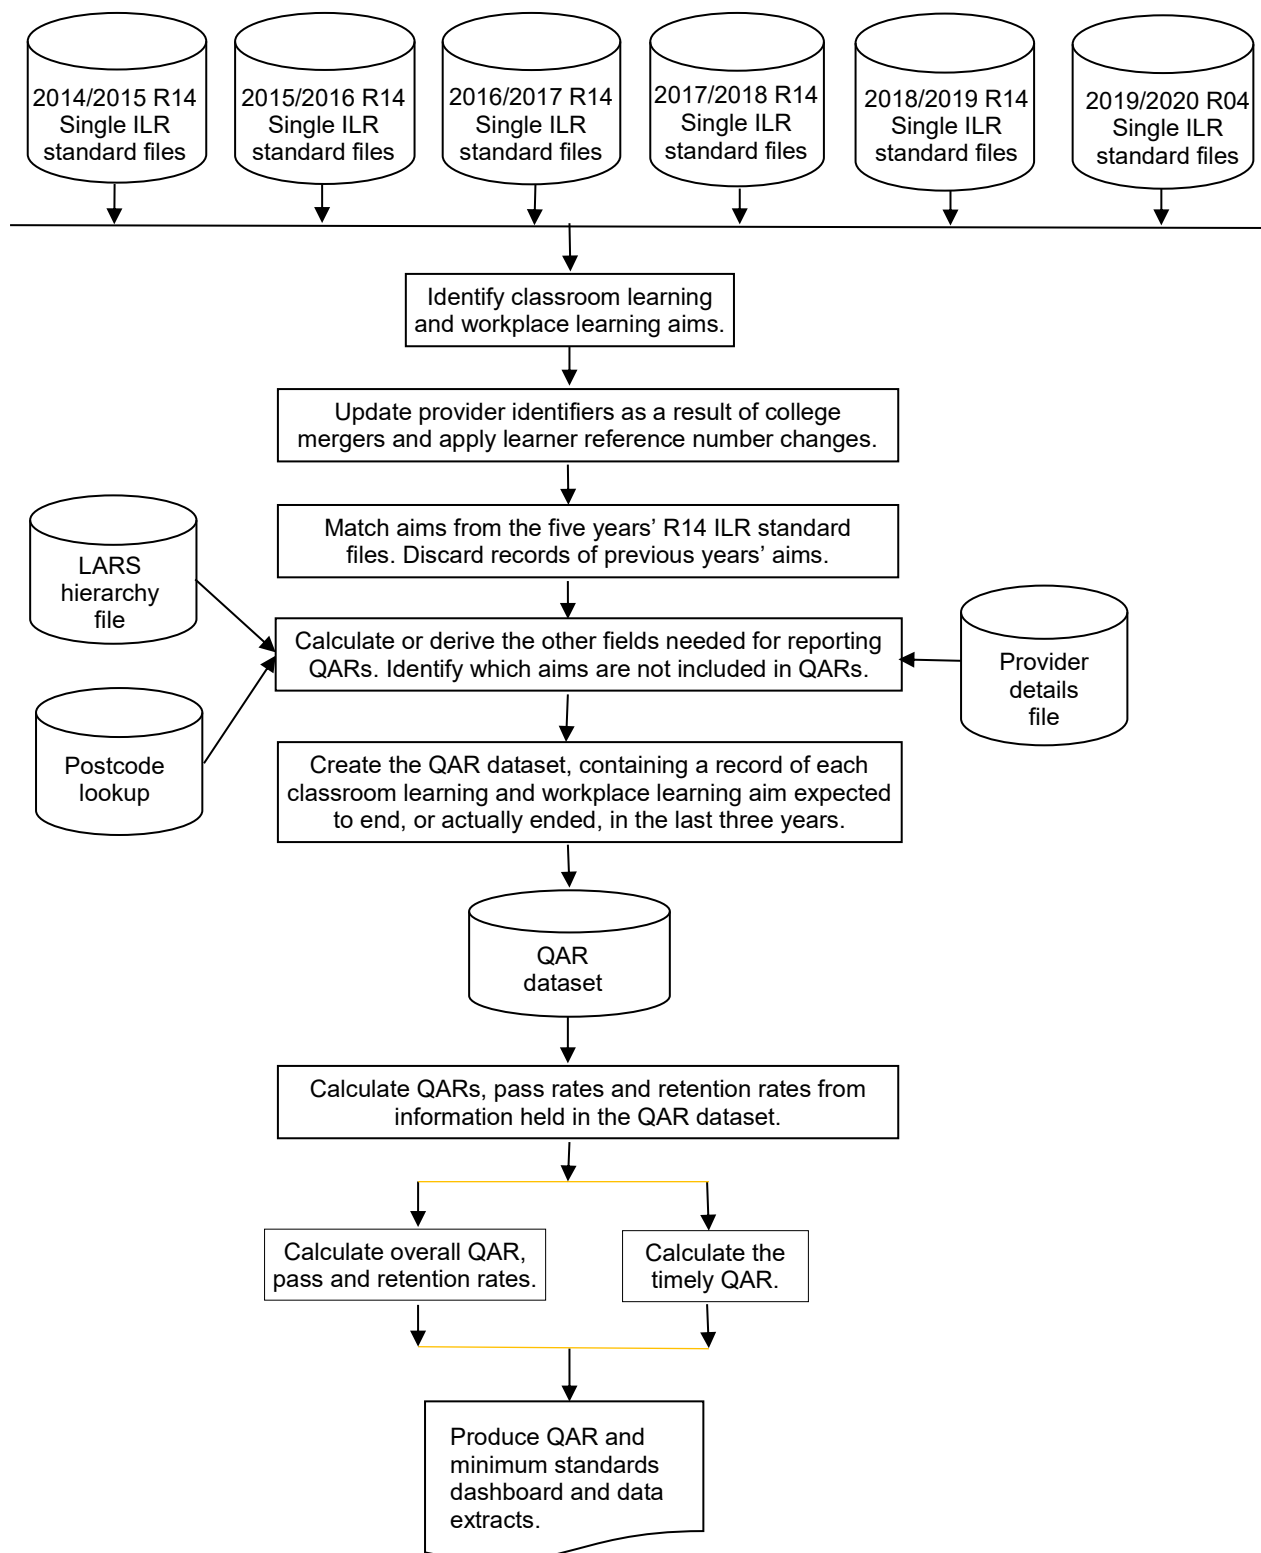 2014/2015 R14
Single ILR
standard files
2015/2016 R14
Single ILR
standard files
2016/2017 R14
Single ILR
standard files
2017/2018 R14
Single ILR
standard files
2018/2019 R14
Single ILR
standard files
2019/2020 R04
Single ILR
standard files
Identify classroom learning
and workplace learning aims.
Update provider identifiers as a result of college
mergers and apply learner reference number changes.
Match aims from the five years’ R14 ILR standard
files. Discard records of previous years’ aims.
LARS
hierarchy
file
Calculate or derive the other fields needed for reporting
QARs. Identify which aims are not included in QARs.
Provider
details
file
Postcode
lookup
Create the QAR dataset, containing a record of each
classroom learning and workplace learning aim expected
to end, or actually ended, in the last three years.
QAR
dataset
Calculate QARs, pass rates and retention rates from
information held in the QAR dataset.
Calculate overall QAR,
pass and retention rates.
Calculate the
timely QAR.
Produce QAR and
minimum standards
dashboard and data
extracts.